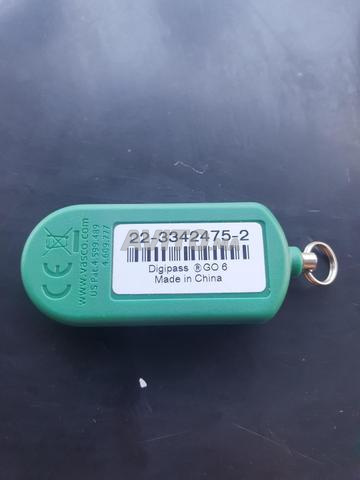 22-3342475-2
Digipass ® GO 6
Made in China
www.vasco.com
US Pat.4.599.489
4.609.777
CE